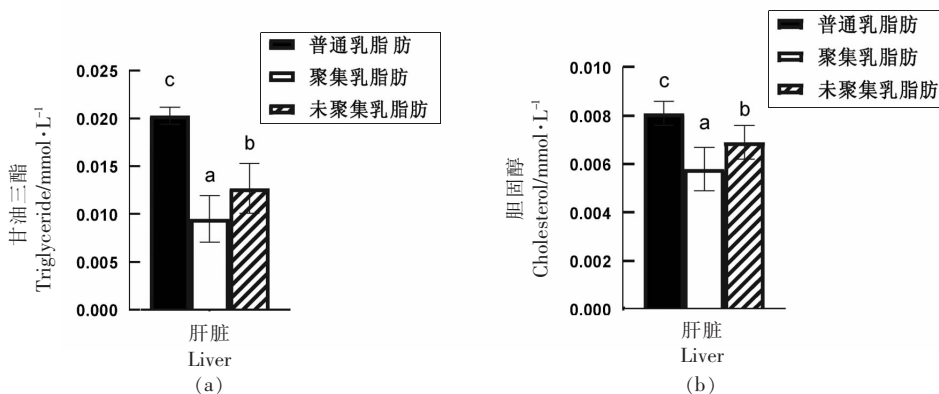 普通乳脂肪
聚集乳脂肪
未聚集乳脂肪
甘油三酯
Triglyceride/mmol·L⁻¹
0.025
0.020
0.015
0.010
0.005
0.000
c
a
b
肝脏
Liver
(a)
普通乳脂肪
聚集乳脂肪
未聚集乳脂肪
胆固醇
Cholesterol/mmol·L⁻¹
0.010
0.008
0.006
0.004
0.002
0.000
c
a
b
肝脏
Liver
(b)